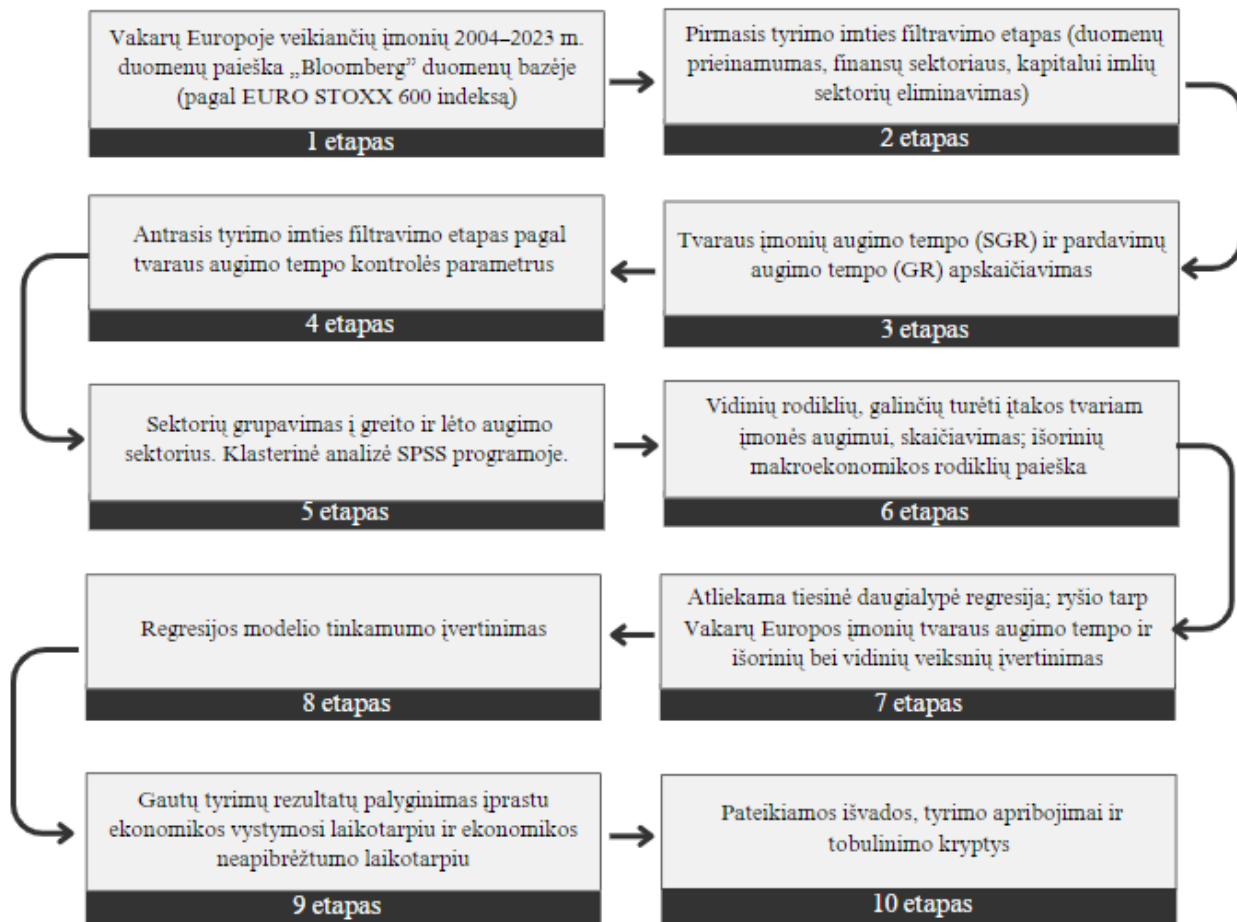 Vakarų Europoje veikiančių įmonių 2004–2023 m.
duomenų paieška „Bloomberg” duomenų bazėje
(pagal EURO STOXX 600 indeksą)
1 etapas
Pirmasis tyrimo imties filtravimo etapas (duomenų
prieinamumas, finansų sektoriaus, kapitalui imlių
sektorių eliminavimas)
2 etapas
Tvaraus įmonių augimo tempo (SGR) ir pardavimų
augimo tempo (GR) apskaičiavimas
3 etapas
Antrasis tyrimo imties filtravimo etapas pagal
tvaraus augimo tempo kontrolės parametrus
4 etapas
Sektorių grupavimas į greito ir lėto augimo
sektorius. Klasterinė analizė SPSS programoje.
5 etapas
Vidinių rodiklių, galinčių turėti įtakos tvariam
įmonės augimui, skaičiavimas; išorinių
makroekonomikos rodiklių paieška
6 etapas
Atliekama tiesinė daugialypė regresija; ryšio tarp
Vakarų Europos įmonių tvaraus augimo tempo ir
išorinių bei vidinių veiksnių įvertinimas
7 etapas
Regresijos modelio tinkamumo įvertinimas
8 etapas
Gautų tyrimų rezultatų palyginimas įprastu
ekonomikos vystymosi laikotarpiu ir ekonomikos
neapibrėžtumo laikotarpiu
9 etapas
Pateikiamos išvados, tyrimo apribojimai ir
tobulinimo kryptys
10 etapas